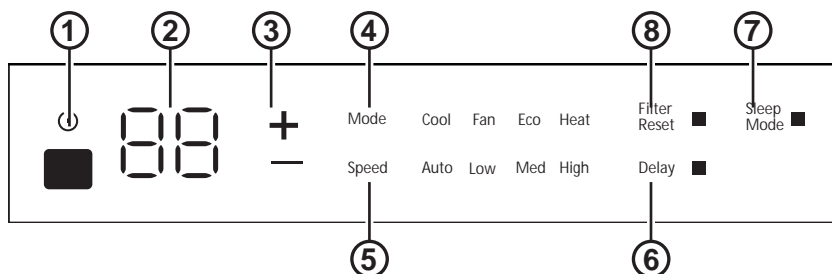 1 2 3 4 8 7
Filter Sleep
Mode Cool Fan Eco Heat Reset Mode
88
+
−
Speed Auto Low Med High Delay
5 6